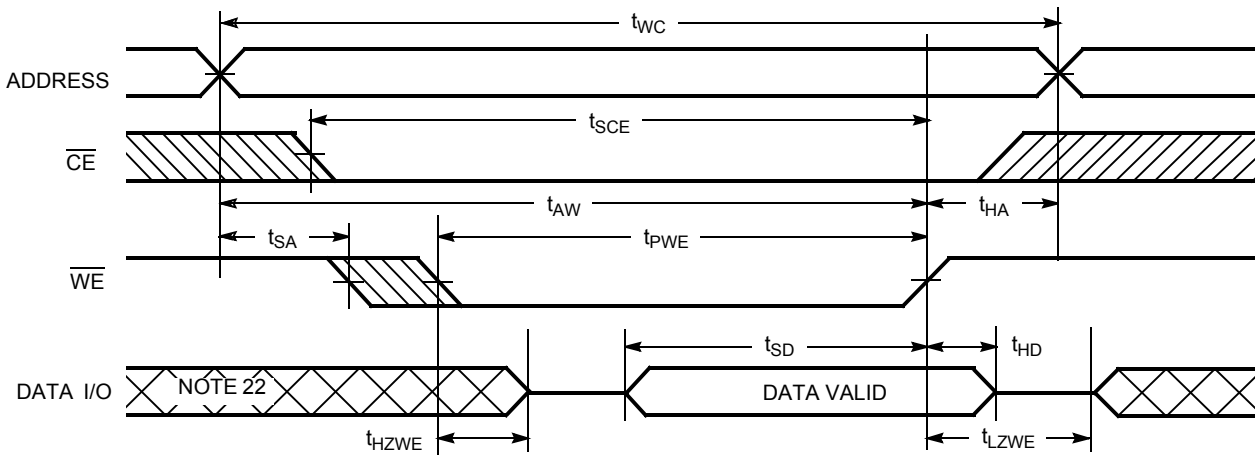 tWC
ADDRESS
tSCE
CE
tAW
tHA
tSA
tPWE
WE
tSD
tHD
DATA I/O
NOTE 22
DATA VALID
tHZWE
tLZWE